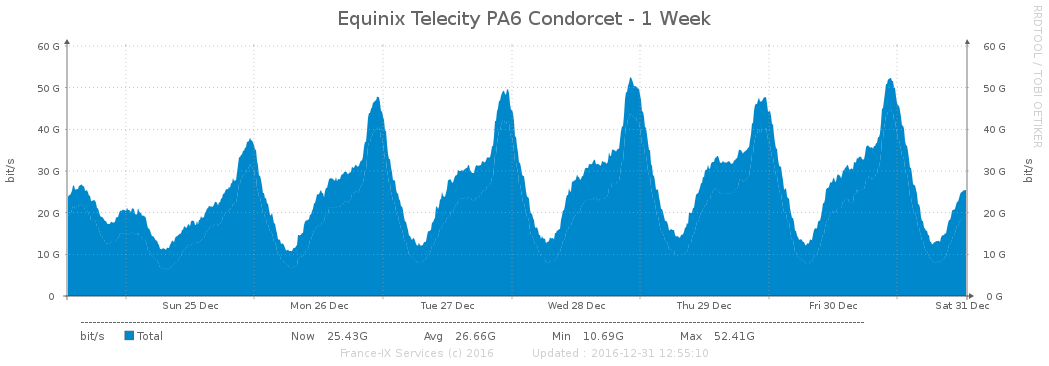 Equinix Telecity PA6 Condorcet - 1 Week
RRDTOOL / TOBI OETIKER
bit/s
60 G
50 G
40 G
30 G
20 G
10 G
0
60 G
50 G
40 G
30 G
20 G
10 G
0 G
bit/s
Sun 25 Dec Mon 26 Dec Tue 27 Dec Wed 28 Dec Thu 29 Dec Fri 30 Dec Sat 31 Dec
bit/s Total Now 25.43G Avg 26.66G Min 10.69G Max 52.41G
France-IX Services (c) 2016 Updated : 2016-12-31 12:55:10